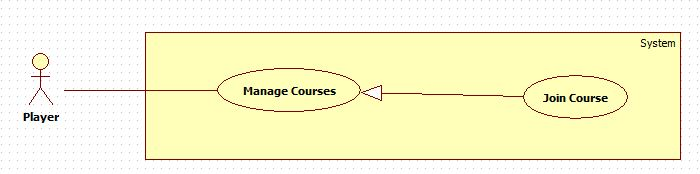 System
Manage Courses
Join Course
Player